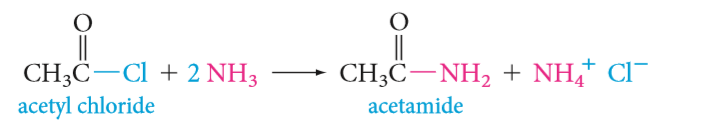 O O
CH₃C—Cl + 2 NH₃ ⟶ CH₃C—NH₂ + NH₄⁺ Cl⁻
acetyl chloride acetamide